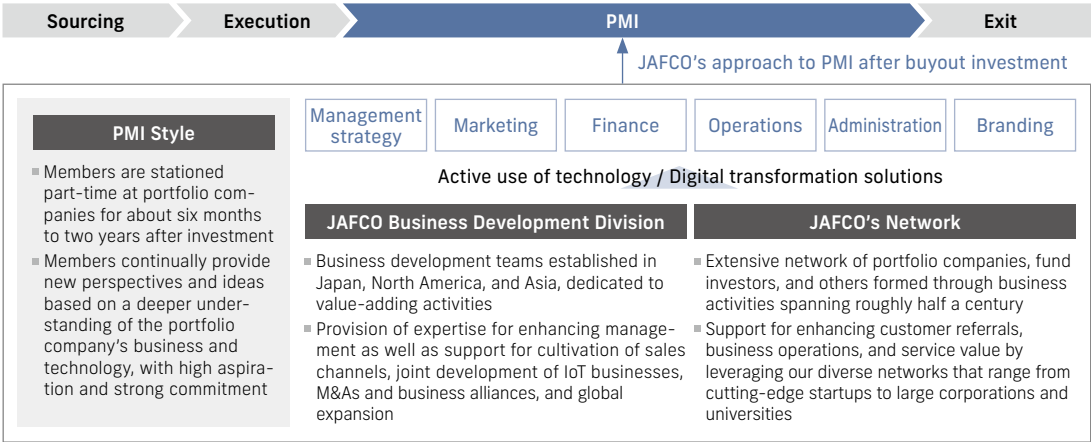 Sourcing
Execution
PMI
Exit
JAFCO's approach to PMI after buyout investment
PMI Style
■ Members are stationed
part-time at portfolio com-
panies for about six months
to two years after investment
■ Members continually provide
new perspectives and ideas
based on a deeper under-
standing of the portfolio
company's business and
technology, with high aspira-
tion and strong commitment
Management
strategy
Marketing
Finance
Operations
Administration
Branding
Active use of technology / Digital transformation solutions
JAFCO Business Development Division
■ Business development teams established in
Japan, North America, and Asia, dedicated to
value-adding activities
■ Provision of expertise for enhancing manage-
ment as well as support for cultivation of sales
channels, joint development of IoT businesses,
M&As and business alliances, and global
expansion
JAFCO's Network
■ Extensive network of portfolio companies, fund
investors, and others formed through business
activities spanning roughly half a century
■ Support for enhancing customer referrals,
business operations, and service value by
leveraging our diverse networks that range from
cutting-edge startups to large corporations and
universities